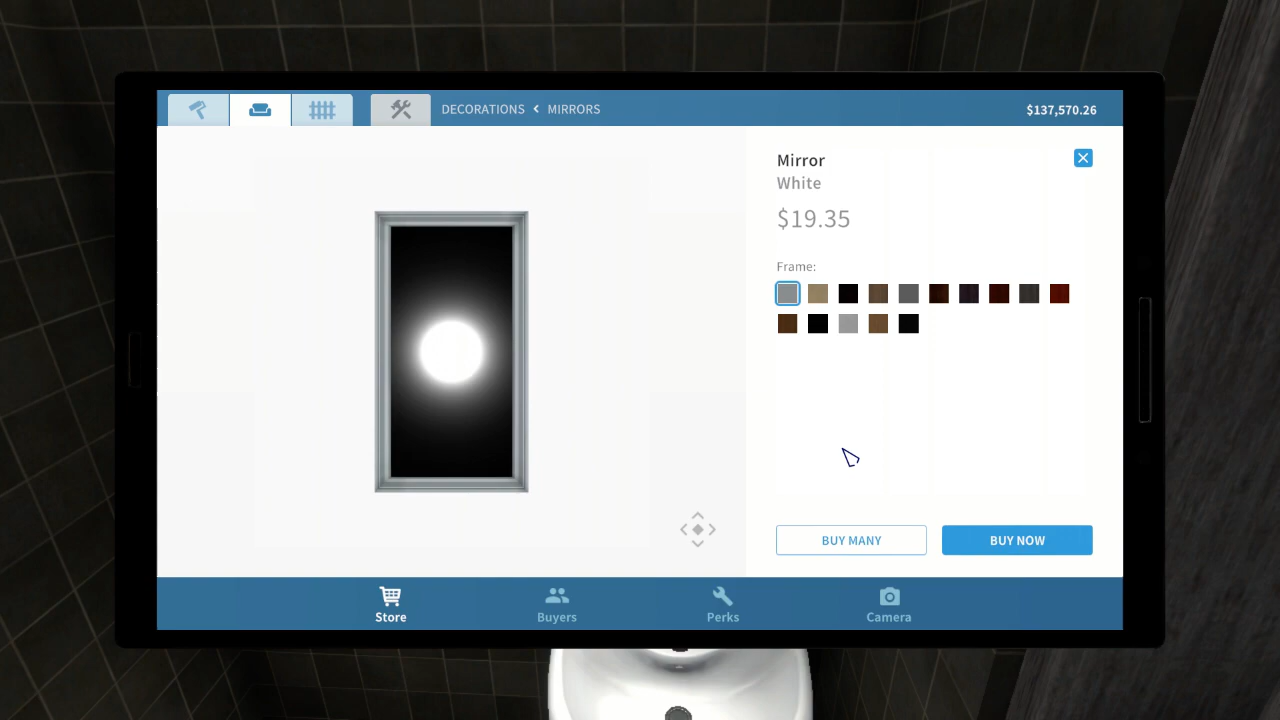 DECORATIONS < MIRRORS
$137,570.26
Mirror
White
$19.35
Frame:
BUY MANY
BUY NOW
Store
Buyers
Perks
Camera